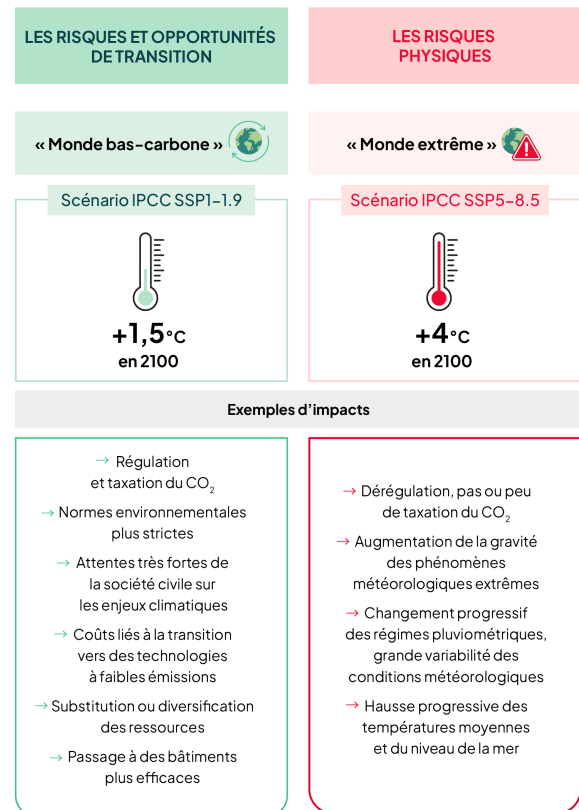 LES RISQUES ET OPPORTUNITÉS
DE TRANSITION
« Monde bas-carbone »
Scénario IPCC SSP1-1.9
+1,5°C
en 2100
LES RISQUES
PHYSIQUES
« Monde extrême »
Scénario IPCC SSP5-8.5
+4°C
en 2100
Exemples d'impacts
→ Régulation
et taxation du CO₂
→ Normes environnementales
plus strictes
→ Attentes très fortes de
la société civile sur
les enjeux climatiques
→ Coûts liés à la transition
vers des technologies
à faibles émissions
→ Substitution ou diversification
des ressources
→ Passage à des bâtiments
plus efficaces
→ Dérégulation, pas ou peu
de taxation du CO₂
→ Augmentation de la gravité
des phénomènes
météorologiques extrêmes
→ Changement progressif
des régimes pluviométriques,
grande variabilité des
conditions météorologiques
→ Hausse progressive des
températures moyennes
et du niveau de la mer